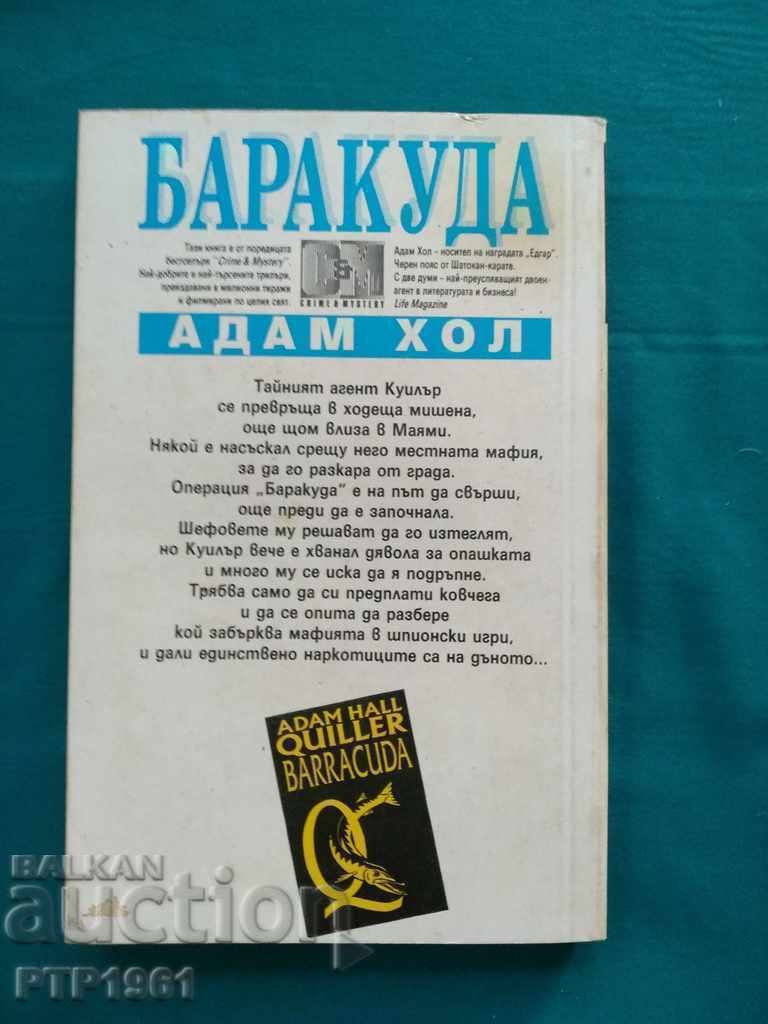 БАРАКУДА
Тази книга е от поредицата
бестселъри "Crime & Mystery".
Най-добрите и най-търсените трилъри,
преиздавани в милионни тиражи
и филмирани по целия свят.
C&M
CRIME & MYSTERY
Адам Хол – носител на наградата „Едгар".
Черен пояс от Шатокан-карате.
С две думи – най-преуспяващият двоен-
агент в литературата и бизнеса!
Life Magazine
АДАМ ХОЛ
Тайният агент Куилър
се превръща в ходеща мишена,
още щом влиза в Маями.
Някой е насъскал срещу него местната мафия,
за да го разкара от града.
Операция „Баракуда" е на път да свърши,
още преди да е започнала.
Шефовете му решават да го изтеглят,
но Куилър вече е хванал дявола за опашката
и много му се иска да я подръпне.
Трябва само да си предплати ковчега
и да се опита да разбере
кой забърква мафията в шпионски игри,
и дали единствено наркотиците са на дъното...
ADAM HALL
QUILLER
BARRACUDA
Q
BALKAN
auction
PTP1961